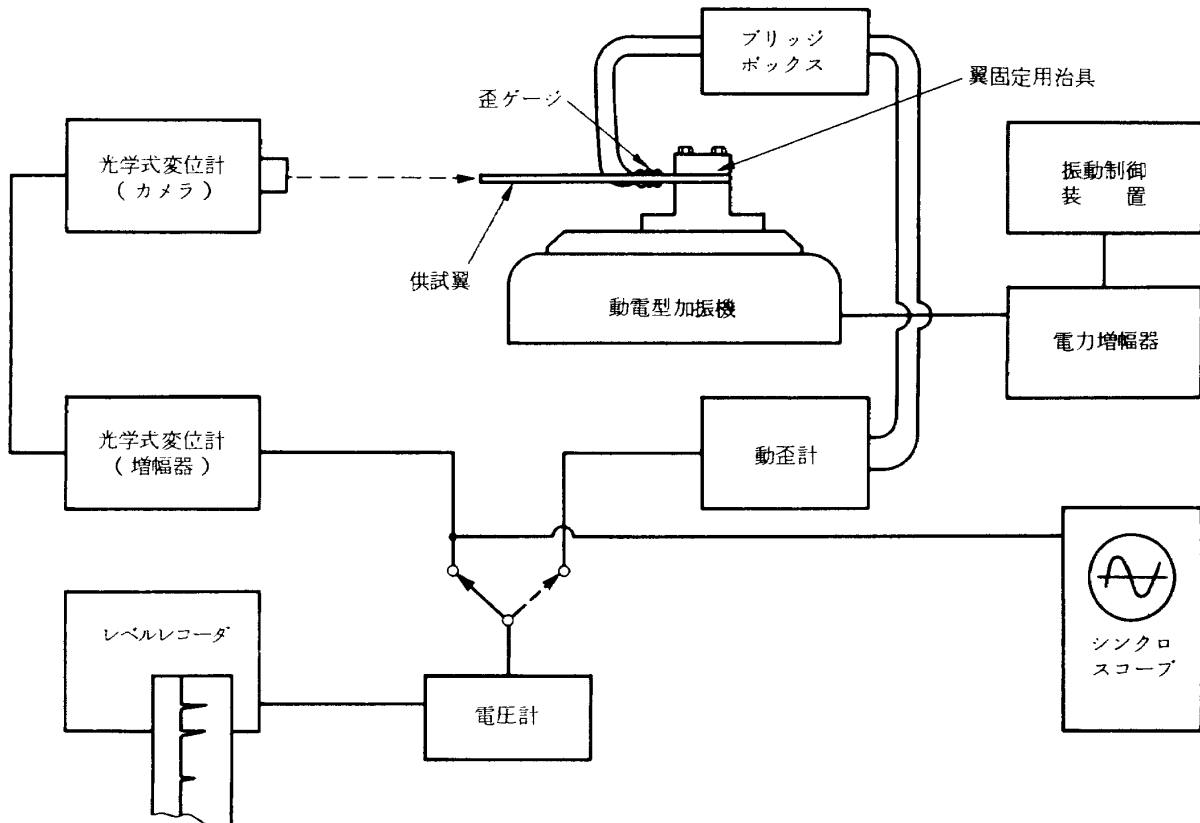 ブリッジ
ボックス
翼固定用治具
歪ゲージ
光学式変位計
(カメラ)
振動制御
装置
供試翼
動電型加振機
電力増幅器
光学式変位計
(増幅器)
動歪計
レベルレコーダ
シンクロ
スコープ
電圧計